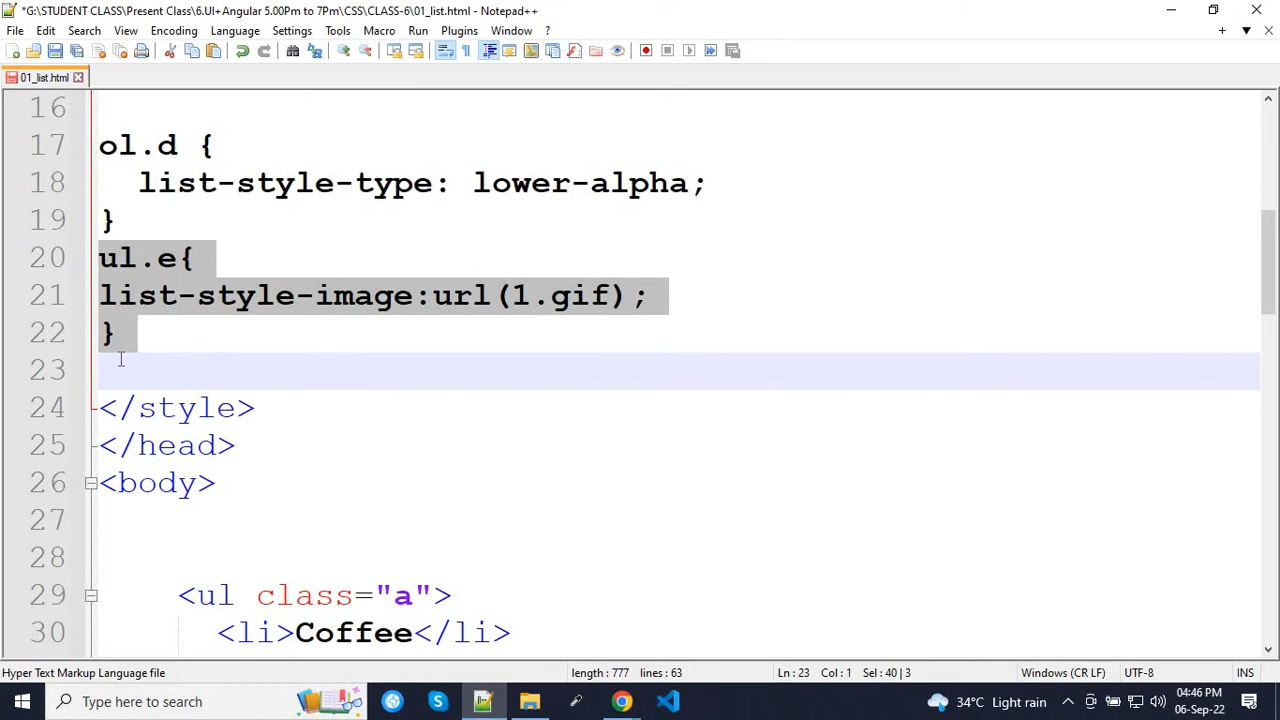 *G:\STUDENT CLASS\Present Class\6.UI+Angular 5.00Pm to 7Pm\CSS\CLASS-6\01_list.html - Notepad++
File Edit Search View Encoding Language Settings Tools Macro Run Plugins Window ?
01_list.html
16
17 ol.d {
18 list-style-type: lower-alpha;
19 }
20 ul.e{
21 list-style-image:url(1.gif);
22 }
23
24 </style>
25 </head>
26 <body>
27
28
29 <ul class="a">
30 <li>Coffee</li>
Hyper Text Markup Language file length : 777 lines : 63 Ln : 23 Col : 1 Sel : 40 | 3 Windows (CR LF) UTF-8 INS
Type here to search 34°C Light rain 04:46 PM
06-Sep-22